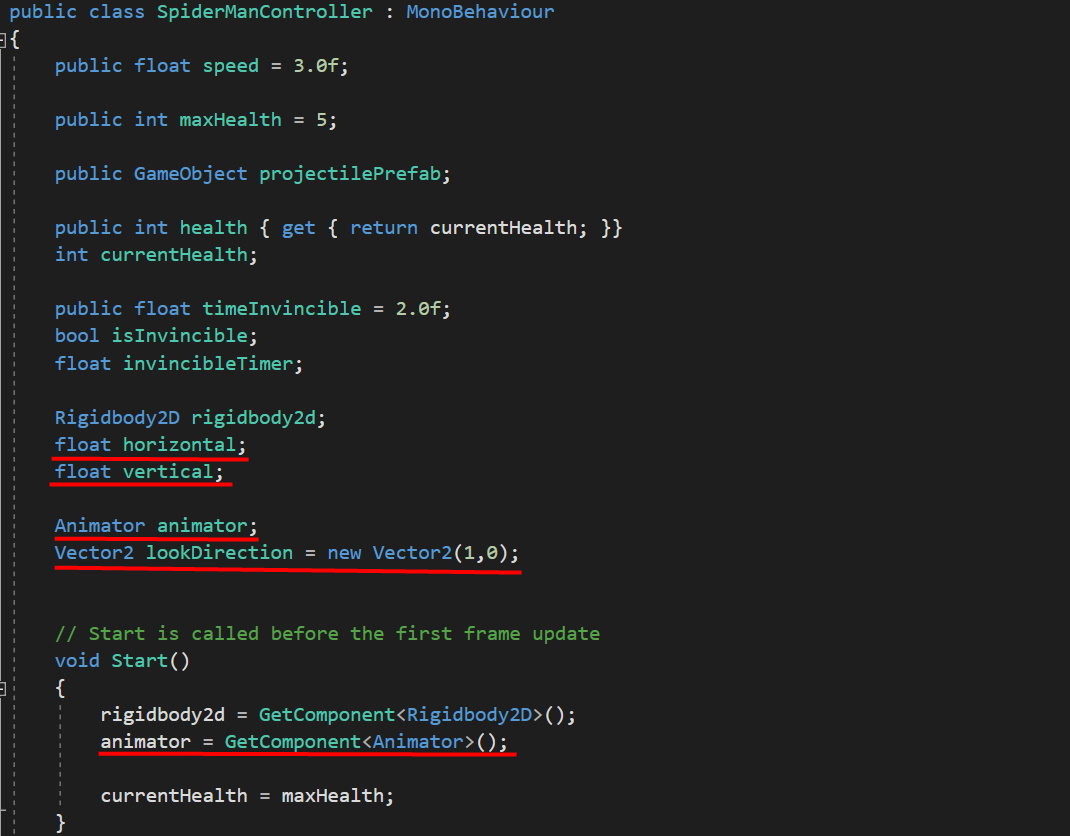 public class SpiderManController : MonoBehaviour
{
public float speed = 3.0f;
public int maxHealth = 5;
public GameObject projectilePrefab;
public int health { get { return currentHealth; }}
int currentHealth;
public float timeInvincible = 2.0f;
bool isInvincible;
float invincibleTimer;
Rigidbody2D rigidbody2d;
float horizontal;
float vertical;
Animator animator;
Vector2 lookDirection = new Vector2(1,0);
// Start is called before the first frame update
void Start()
{
rigidbody2d = GetComponent<Rigidbody2D>();
animator = GetComponent<Animator>();
currentHealth = maxHealth;
}